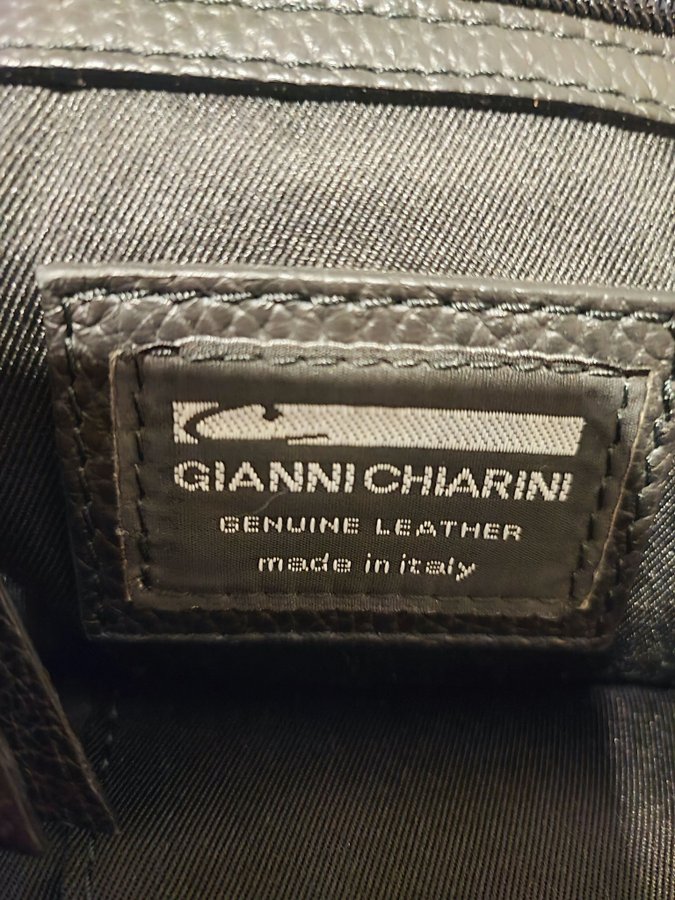 GIANNI CHIARINI
GENUINE LEATHER
made in italy